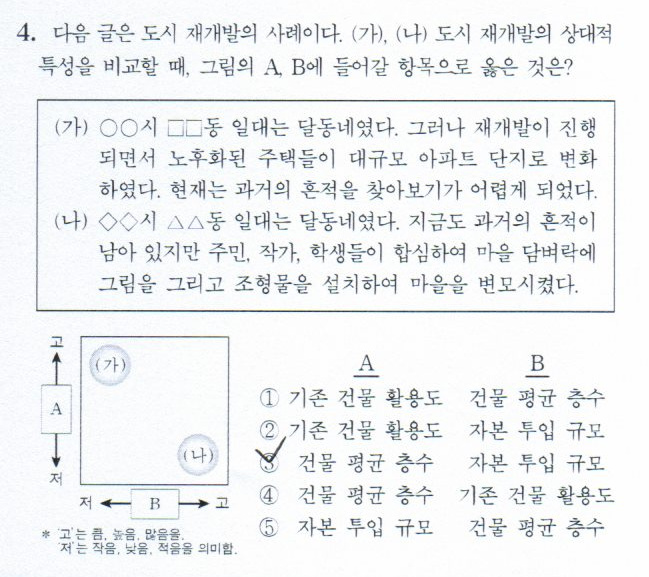 4. 다음 글은 도시 재개발의 사례이다. (가), (나) 도시 재개발의 상대적
특성을 비교할 때, 그림의 A, B에 들어갈 항목으로 옳은 것은?
(가) ○○시 □□동 일대는 달동네였다. 그러나 재개발이 진행
되면서 노후화된 주택들이 대규모 아파트 단지로 변화
하였다. 현재는 과거의 흔적을 찾아보기가 어렵게 되었다.
(나) ◇◇시 △△동 일대는 달동네였다. 지금도 과거의 흔적이
남아 있지만 주민, 작가, 학생들이 합심하여 마을 담벼락에
그림을 그리고 조형물을 설치하여 마을을 변모시켰다.
고
(가)
A
(나)
저
저 B 고
* '고'는 큼, 높음, 많음을,
'저'는 작음, 낮음, 적음을 의미함.
A B
① 기존 건물 활용도 건물 평균 층수
② 기존 건물 활용도 자본 투입 규모
③ 건물 평균 층수 자본 투입 규모
④ 건물 평균 층수 기존 건물 활용도
⑤ 자본 투입 규모 건물 평균 층수